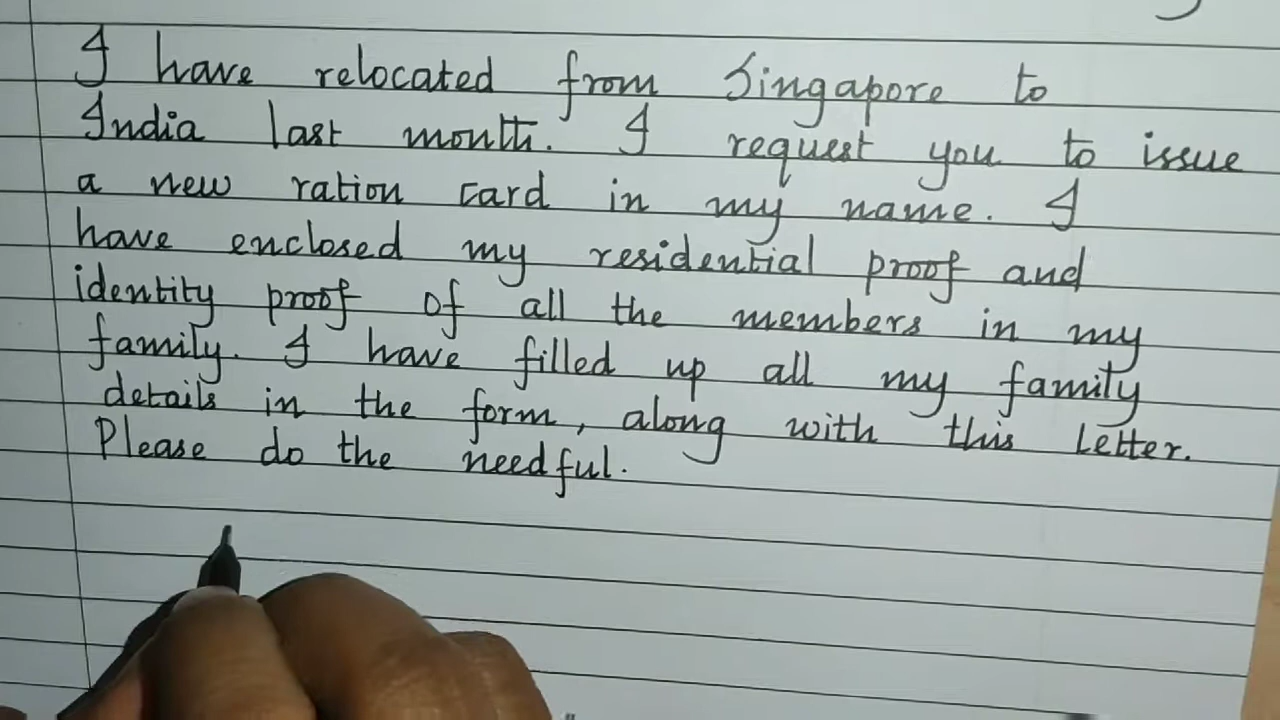 I have relocated from Singapore to
India last month. I request you to issue
a new ration card in my name. I
have enclosed my residential proof and
identity proof of all the members in my
family. I have filled up all my family
details in the form, along with this letter.
Please do the needful.